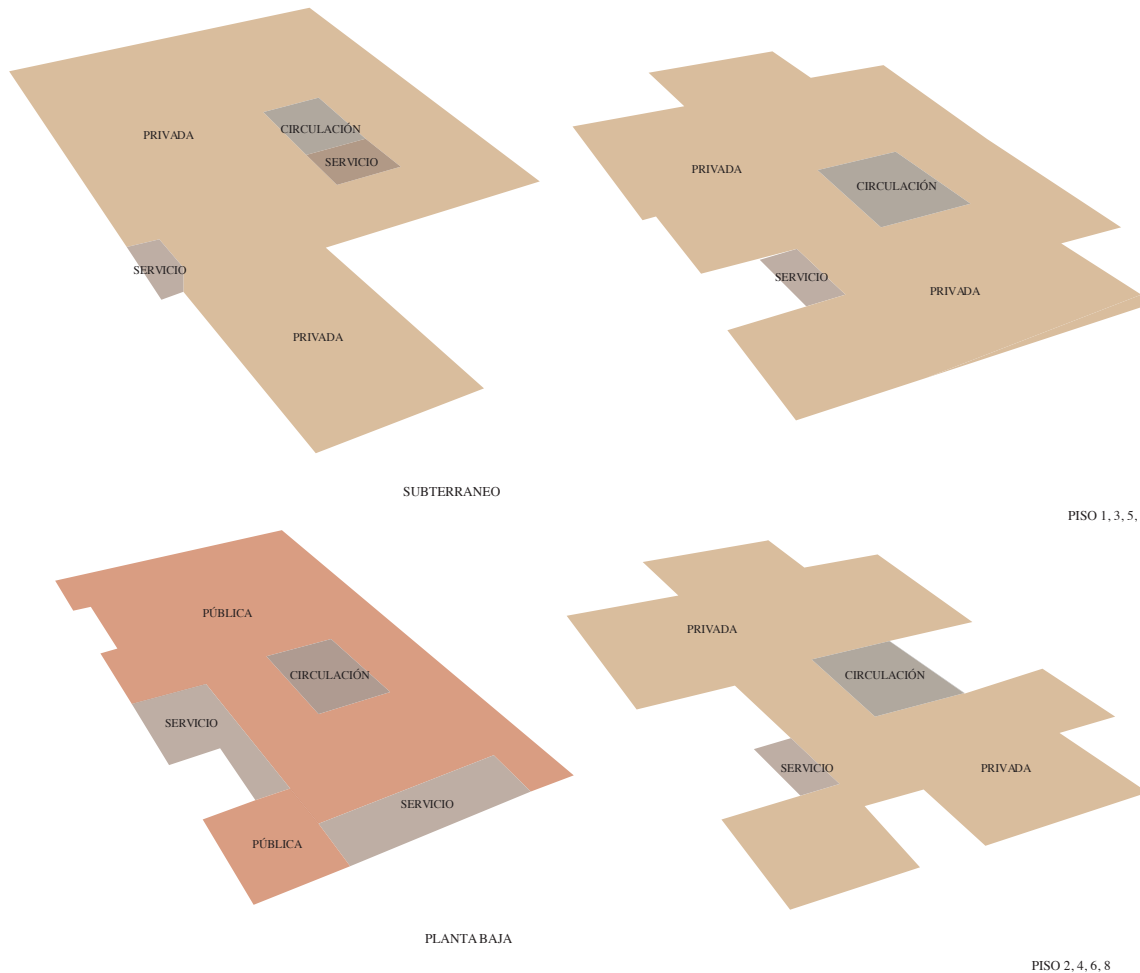 PRIVADA
CIRCULACIÓN
SERVICIO
SERVICIO
PRIVADA
SUBTERRANEO
PRIVADA
CIRCULACIÓN
SERVICIO
PRIVADA
PISO 1, 3, 5,
PÚBLICA
CIRCULACIÓN
SERVICIO
SERVICIO
PÚBLICA
PLANTA BAJA
PRIVADA
CIRCULACIÓN
SERVICIO
PRIVADA
PISO 2, 4, 6, 8